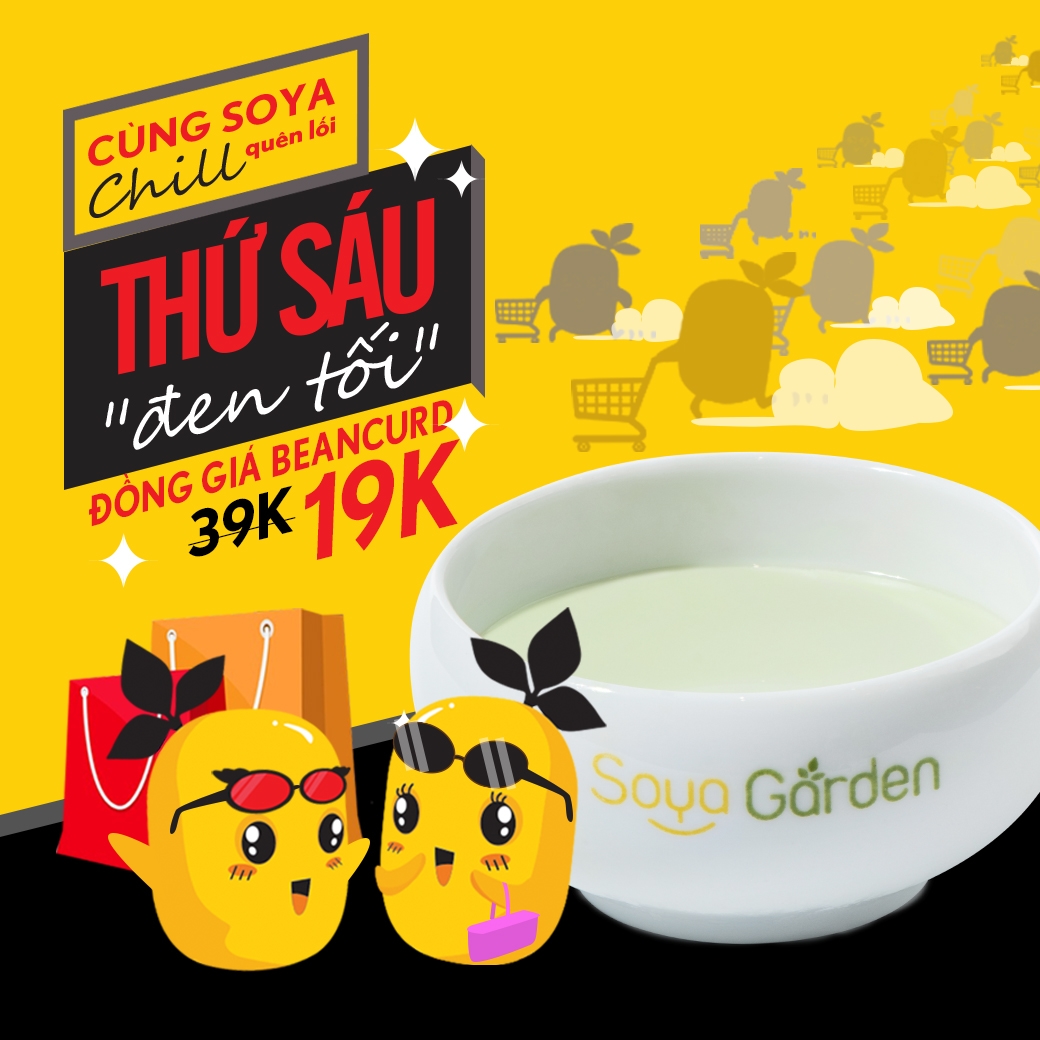 CÙNG SOYA
Chill quên lối
THỨ SÁU
"đen tối"
ĐỒNG GIÁ BEANCURD
39K 19K
Soya Garden